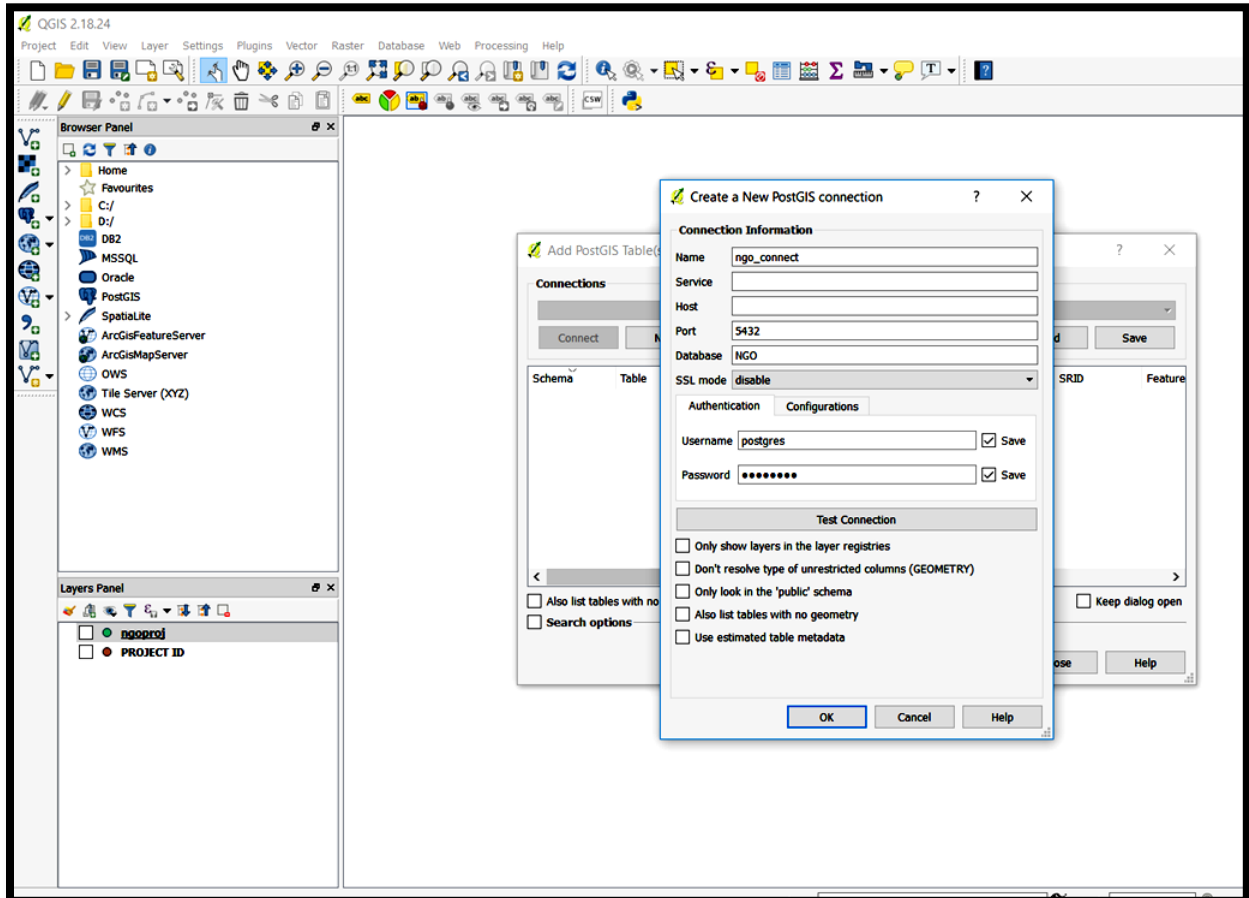 QGIS 2.18.24
Project Edit View Layer Settings Plugins Vector Raster Database Web Processing Help
Browser Panel
Home
Favourites
C:/
D:/
DB2
MSSQL
Oracle
PostGIS
SpatiaLite
ArcGisFeatureServer
ArcGisMapServer
OWS
Tile Server (XYZ)
WCS
WFS
WMS
Layers Panel
ngoproj
PROJECT ID
Add PostGIS Table(s
Connections
Connect
Save
Schema Table SRID Feature
Also list tables with no
Keep dialog open
Search options
Help
Create a New PostGIS connection
Connection Information
Name ngo_connect
Service
Host
Port 5432
Database NGO
SSL mode disable
Authentication Configurations
Username postgres Save
Password ●●●●●●●● Save
Test Connection
Only show layers in the layer registries
Don't resolve type of unrestricted columns (GEOMETRY)
Only look in the 'public' schema
Also list tables with no geometry
Use estimated table metadata
OK Cancel Help